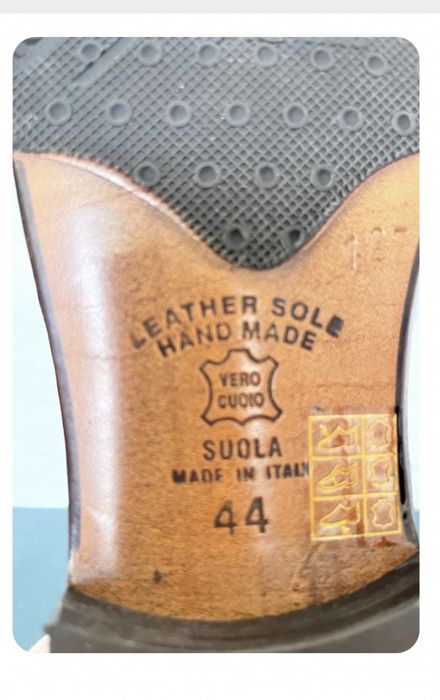 LEATHER SOLE
HAND MADE
VERO
CUOIO
SUOLA
MADE IN ITALY
44